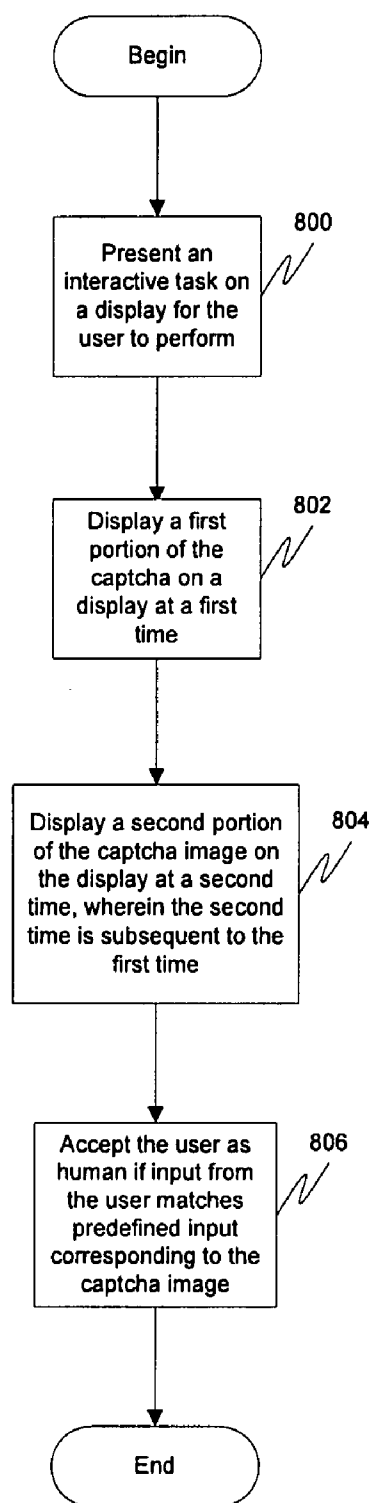 Begin
800
Present an
interactive task on
a display for the
user to perform
802
Display a first
portion of the
captcha on a
display at a first
time
804
Display a second portion
of the captcha image on
the display at a second
time, wherein the second
time is subsequent to the
first time
806
Accept the user as
human if input from
the user matches
predefined input
corresponding to the
captcha image
End